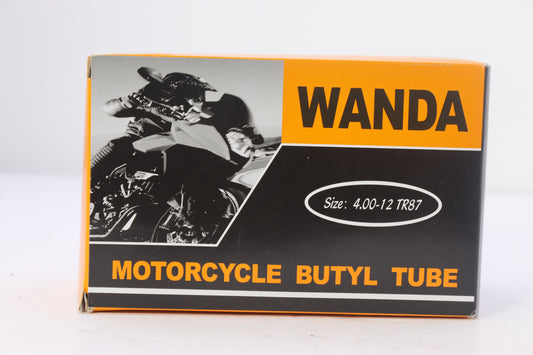 WANDA
Size: 4.00-12 TR87
MOTORCYCLE BUTYL TUBE